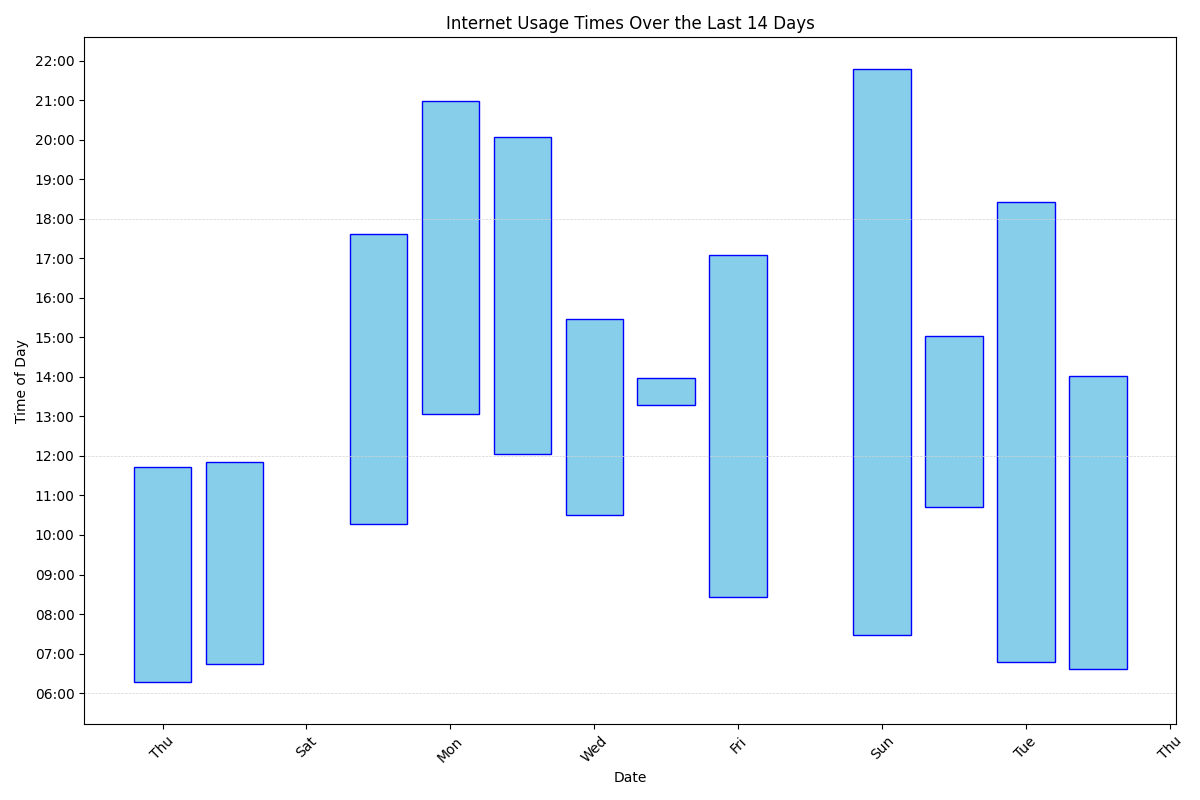 Internet Usage Times Over the Last 14 Days
Time of Day
22:00
21:00
20:00
19:00
18:00
17:00
16:00
15:00
14:00
13:00
12:00
11:00
10:00
09:00
08:00
07:00
06:00
Thu
Sat
Mon
Wed
Fri
Sun
Tue
Thu
Date